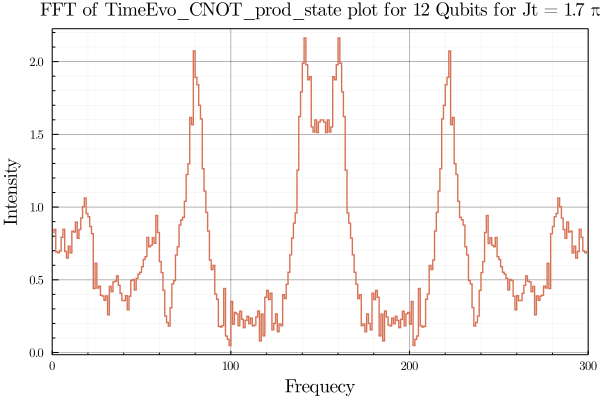 FFT of TimeEvo_CNOT_prod_state plot for 12 Qubits for Jt = 1.7 π
2.0
1.5
1.0
0.5
0.0
Intensity
0 100 200 300
Frequecy